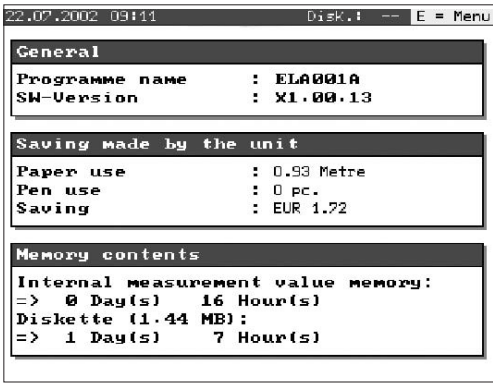 22.07.2002 09:11 Disk.: -- E = Menu
General
Programme name : ELA001A
SW-Version : X1.00.13
Saving made by the unit
Paper use : 0.93 Metre
Pen use : 0 pc.
Saving : EUR 1.72
Memory contents
Internal measurement value memory:
=> 0 Day(s) 16 Hour(s)
Diskette (1.44 MB):
=> 1 Day(s) 7 Hour(s)